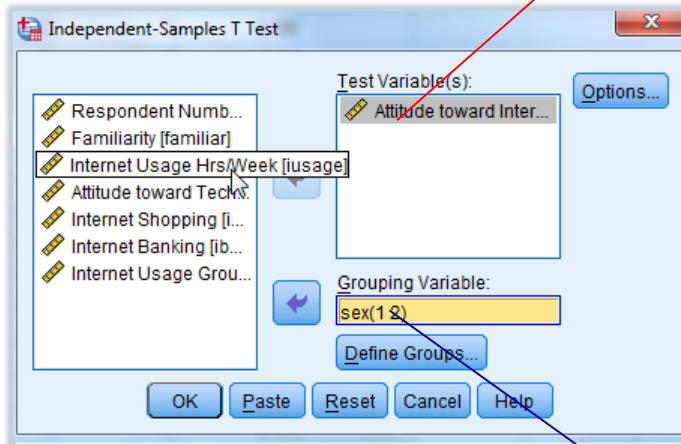 Independent-Samples T Test
Test Variable(s):
Options...
Respondent Numb...
Familiarity [familiar]
Internet Usage Hrs/Week [iusage]
Attitude toward Tech...
Internet Shopping [i...
Internet Banking [ib...
Internet Usage Grou...
Attitude toward Inter...
Grouping Variable:
sex(1 2)
Define Groups...
OK Paste Reset Cancel Help